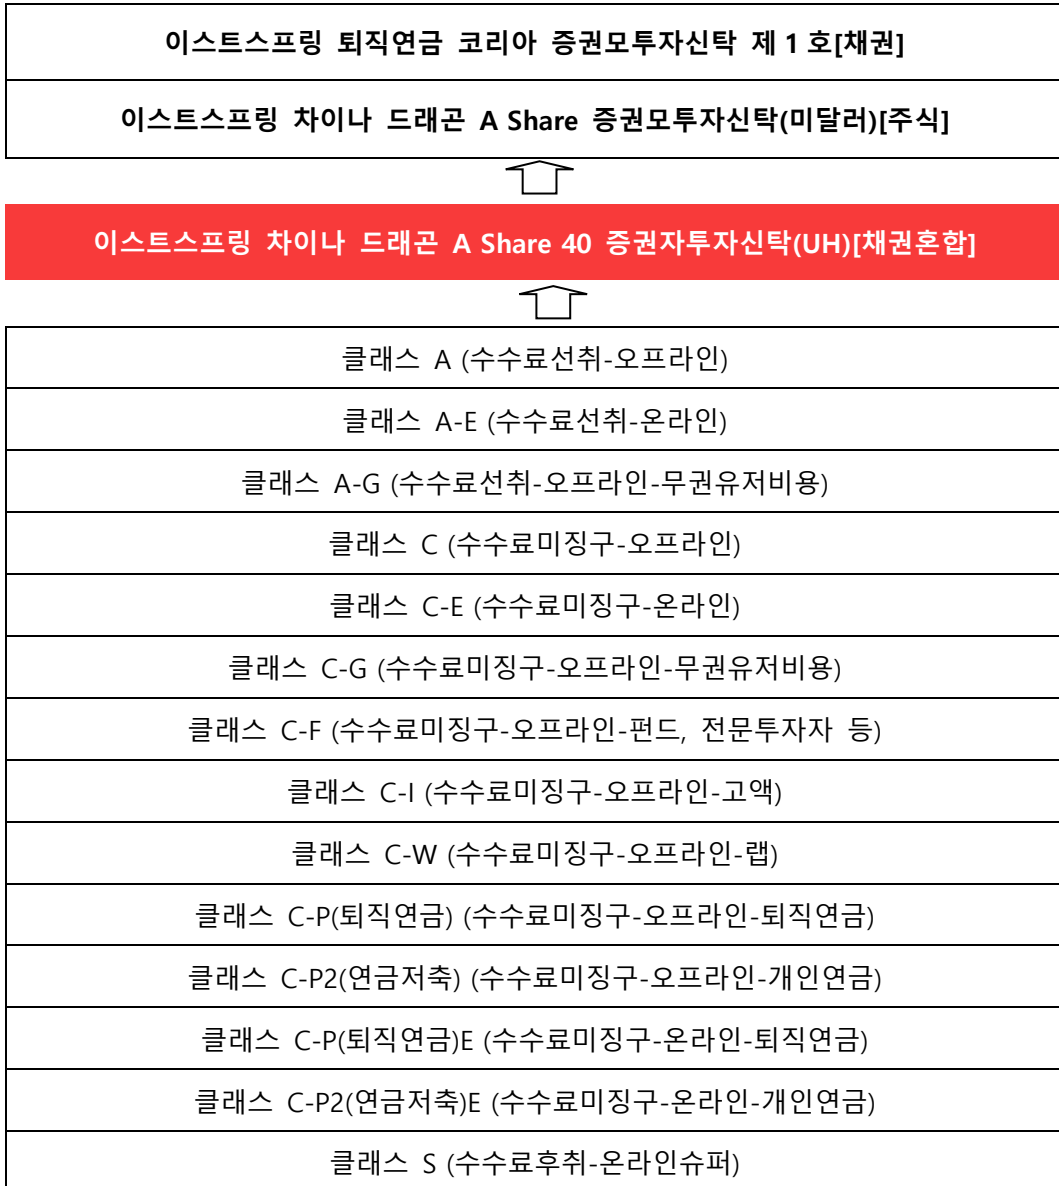 이스트스프링 퇴직연금 코리아 증권모투자신탁 제 1 호[채권]
이스트스프링 차이나 드래곤 A Share 증권모투자신탁(미달러)[주식]
이스트스프링 차이나 드래곤 A Share 40 증권자투자신탁(UH)[채권혼합]
클래스 A (수수료선취-오프라인)
클래스 A-E (수수료선취-온라인)
클래스 A-G (수수료선취-오프라인-무권유저비용)
클래스 C (수수료미징구-오프라인)
클래스 C-E (수수료미징구-온라인)
클래스 C-G (수수료미징구-오프라인-무권유저비용)
클래스 C-F (수수료미징구-오프라인-펀드, 전문투자자 등)
클래스 C-I (수수료미징구-오프라인-고액)
클래스 C-W (수수료미징구-오프라인-랩)
클래스 C-P(퇴직연금) (수수료미징구-오프라인-퇴직연금)
클래스 C-P2(연금저축) (수수료미징구-오프라인-개인연금)
클래스 C-P(퇴직연금)E (수수료미징구-온라인-퇴직연금)
클래스 C-P2(연금저축)E (수수료미징구-온라인-개인연금)
클래스 S (수수료후취-온라인슈퍼)